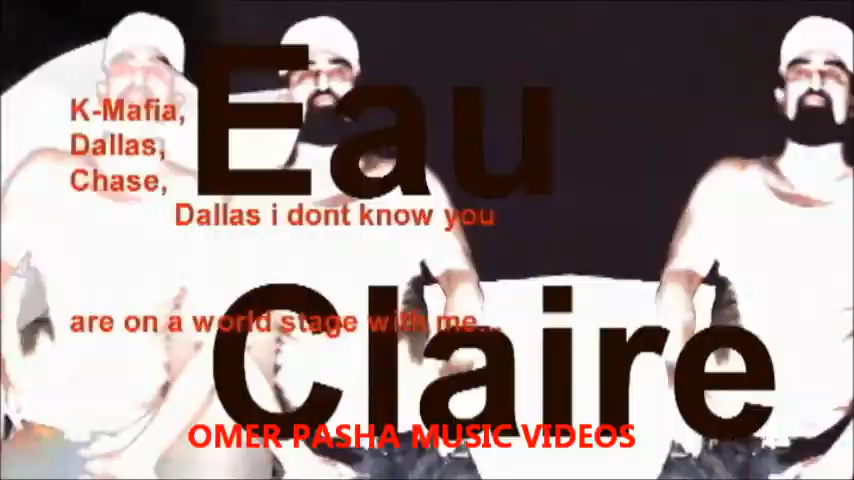 Eau
K-Mafia,
Dallas,
Chase,
Dallas i dont know you
are on a world stage with me...
Claire
OMER PASHA MUSIC VIDEOS